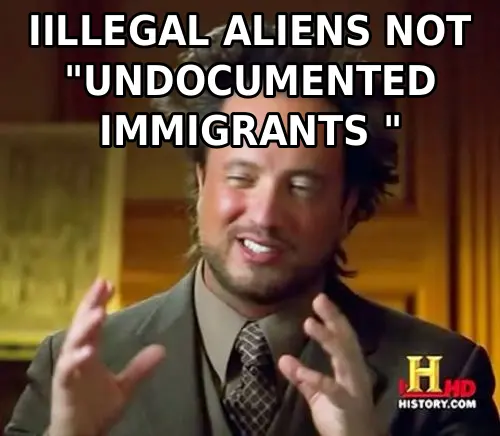 IILLEGAL ALIENS NOT
"UNDOCUMENTED
IMMIGRANTS "
H HD
HISTORY.COM